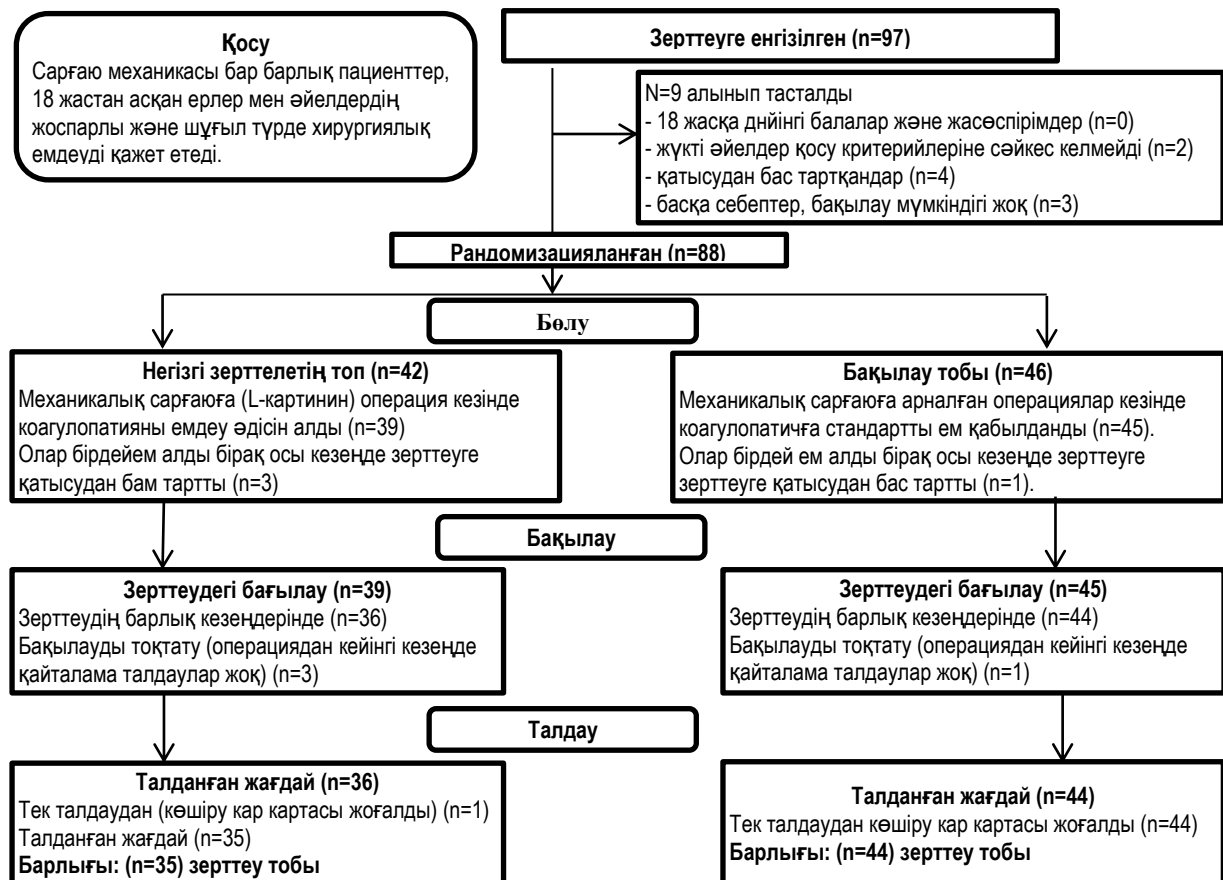 Қосу
Сарғаю механикасы бар барлық пациенттер,
18 жастан асқан ерлер мен әйелдердің
жоспарлы және шұғыл түрде хирургиялық
емдеуді қажет етеді.
Зерттеуге енгізілген (n=97)
N=9 алынып тасталды
- 18 жасқа днйінгі балалар және жасөспірімдер (n=0)
- жүкті әйелдер қосу критерийлеріне сәйкес келмейді (n=2)
- қатысудан бас тартқандар (n=4)
- басқа себептер, бақылау мүмкіндігі жоқ (n=3)
Рандомизацияланған (n=88)
Бөлу
Негізгі зерттелетің топ (n=42)
Механикалық сарғаюға (L-картинин) операция кезінде
коагулопатияны емдеу әдісін алды (n=39)
Олар бірдейем алды бірақ осы кезеңде зерттеуге
қатысудан бам тартты (n=3)
Бақылау тобы (n=46)
Механикалық сарғаюға арналған операциялар кезінде
коагулопатичға стандартты ем қабылданды (n=45).
Олар бірдей ем алды бірақ осы кезеңде зерттеуге
зерттеуге қатысудан бас тартты (n=1).
Бақылау
Зерттеудегі бағылау (n=39)
Зерттеудің барлық кезеңдерінде (n=36)
Бақылауды тоқтату (операциядан кейінгі кезеңде
қайталама талдаулар жоқ) (n=3)
Зерттеудегі бағылау (n=45)
Зерттеудің барлық кезеңдерінде (n=44)
Бақылауды тоқтату (операциядан кейінгі кезеңде
қайталама талдаулар жоқ) (n=1)
Талдау
Талданған жағдай (n=36)
Тек талдаудан (көшіру кар картасы жоғалды) (n=1)
Талданған жағдай (n=35)
Барлығы: (n=35) зерттеу тобы
Талданған жағдай (n=44)
Тек талдаудан көшіру кар картасы жоғалды (n=44)
Барлығы: (n=44) зерттеу тобы